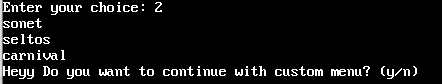 Enter your choice: 2
sonet
seltos
carnival
Heyy Do you want to continue with custom menu? (y/n)